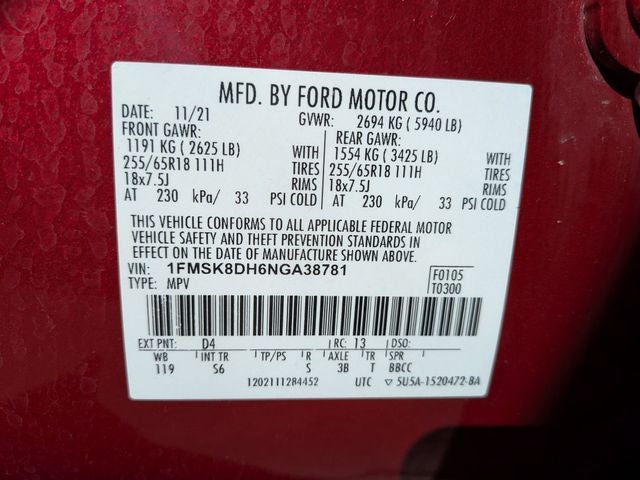 MFD. BY FORD MOTOR CO.
DATE: 11/21 GVWR: 2694 KG ( 5940 LB)
FRONT GAWR: REAR GAWR:
1191 KG ( 2625 LB) WITH 1554 KG ( 3425 LB) WITH
255/65R18 111H TIRES 255/65R18 111H TIRES
18x7.5J RIMS 18x7.5J RIMS
AT 230 kPa/ 33 PSI COLD AT 230 kPa/ 33 PSI COLD
THIS VEHICLE CONFORMS TO ALL APPLICABLE FEDERAL MOTOR
VEHICLE SAFETY AND THEFT PREVENTION STANDARDS IN
EFFECT ON THE DATE OF MANUFACTURE SHOWN ABOVE.
VIN: 1FMSK8DH6NGA38781 F0105
TYPE: MPV T0300
EXT PNT: D4 RC: 13 DSO:
WB INT TR TP/PS R AXLE TR SPR
119 S6 S 3B T BBCC
1202111284452 UTC 5U5A-1520472-BA